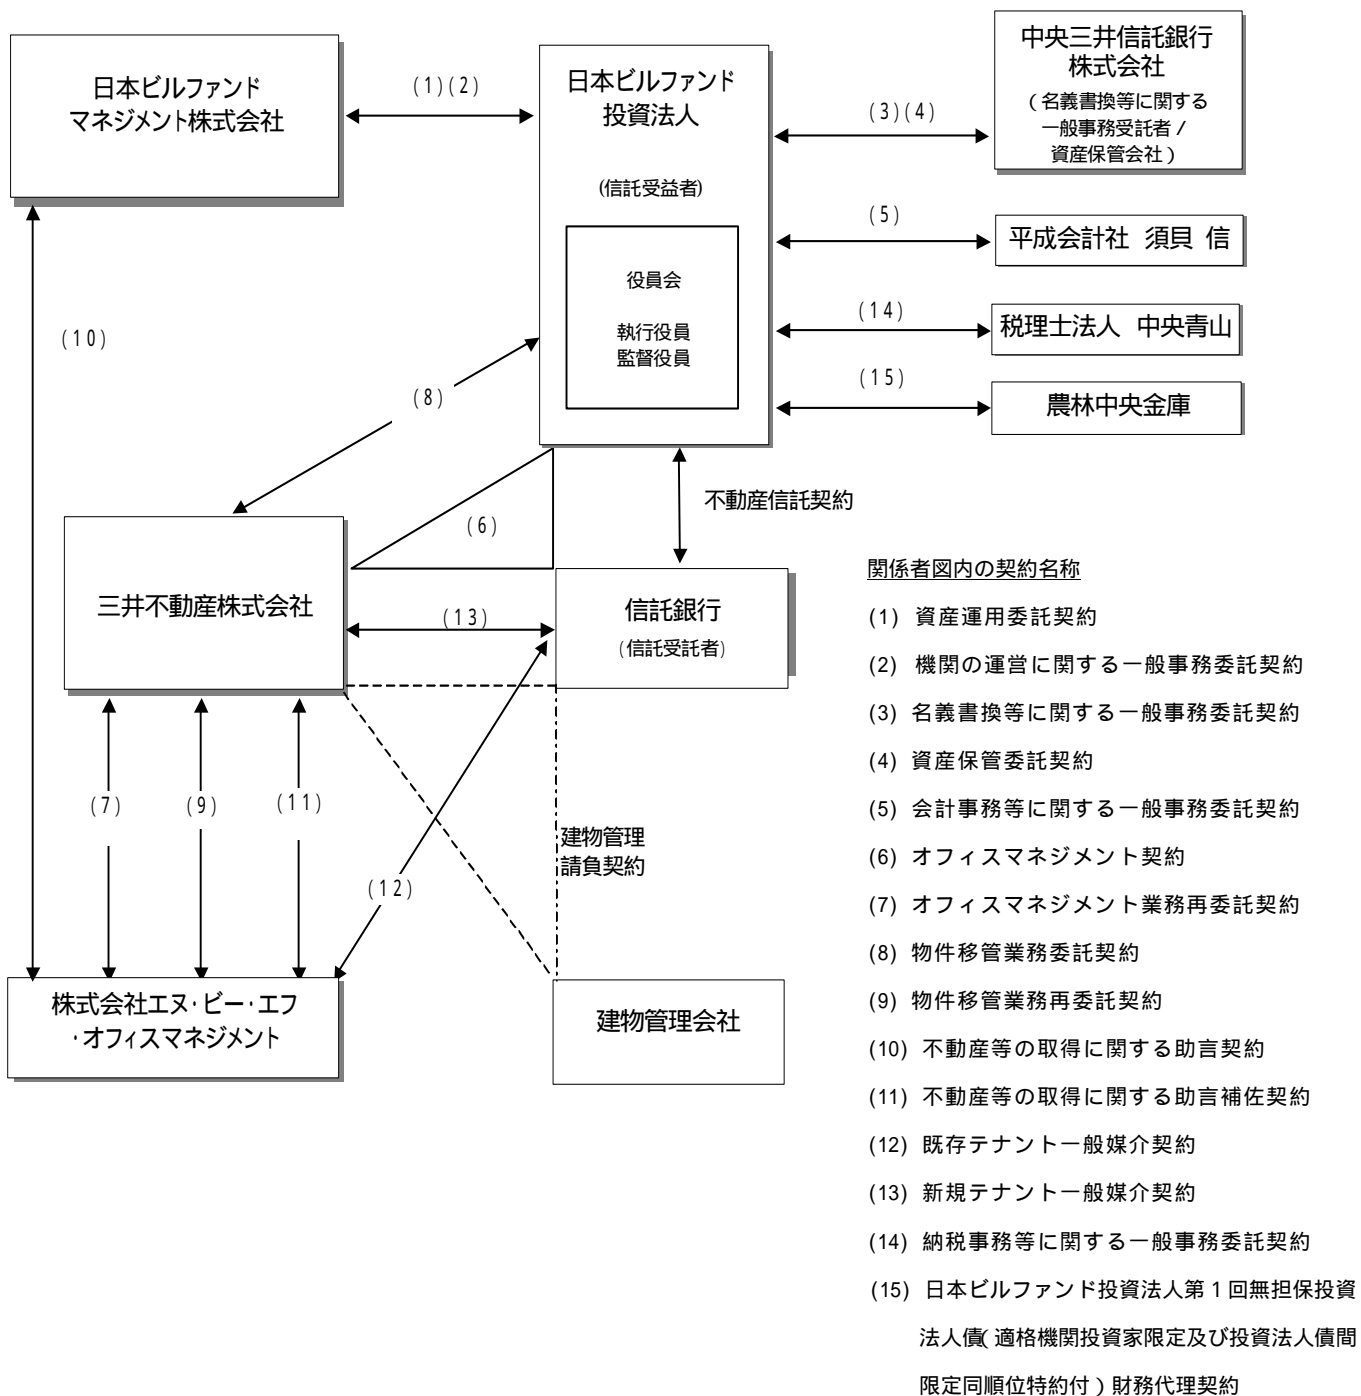 日本ビルファンド
マネジメント株式会社
(1)(2)
日本ビルファンド
投資法人
(信託受益者)
役員会
執行役員
監督役員
(3)(4)
中央三井信託銀行
株式会社
(名義書換等に関する
一般事務受託者/
資産保管会社)
(5)
平成会計社 須貝 信
(14)
税理士法人 中央青山
(15)
農林中央金庫
(10)
(8)
(6)
不動産信託契約
三井不動産株式会社
(13)
信託銀行
(信託受託者)
(7)
(9)
(11)
(12)
建物管理
請負契約
株式会社エヌ・ビー・エフ
・オフィスマネジメント
建物管理会社
関係者図内の契約名称
(1) 資産運用委託契約
(2) 機関の運営に関する一般事務委託契約
(3) 名義書換等に関する一般事務委託契約
(4) 資産保管委託契約
(5) 会計事務等に関する一般事務委託契約
(6) オフィスマネジメント契約
(7) オフィスマネジメント業務再委託契約
(8) 物件移管業務委託契約
(9) 物件移管業務再委託契約
(10) 不動産等の取得に関する助言契約
(11) 不動産等の取得に関する助言補佐契約
(12) 既存テナント一般媒介契約
(13) 新規テナント一般媒介契約
(14) 納税事務等に関する一般事務委託契約
(15) 日本ビルファンド投資法人第1回無担保投資
法人債(適格機関投資家限定及び投資法人債間
限定同順位特約付)財務代理契約